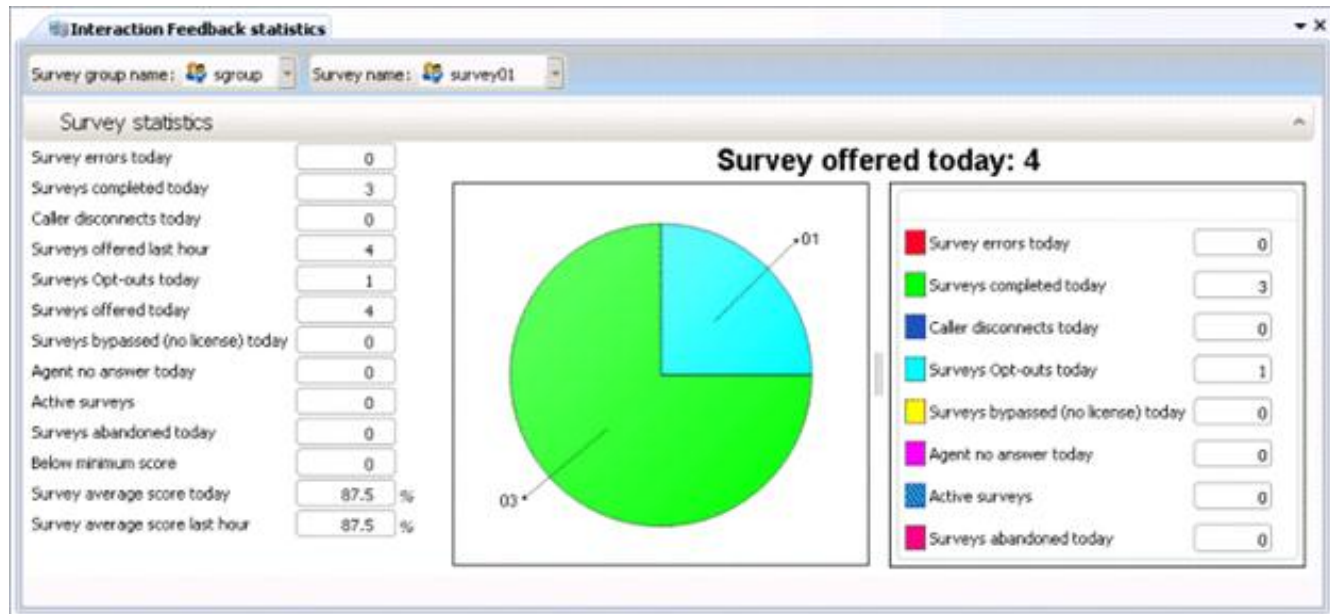 Interaction Feedback statistics
Survey group name: sgroup Survey name: survey01
Survey statistics
Survey errors today 0
Surveys completed today 3
Caller disconnects today 0
Surveys offered last hour 4
Surveys Opt-outs today 1
Surveys offered today 4
Surveys bypassed (no license) today 0
Agent no answer today 0
Active surveys 0
Surveys abandoned today 0
Below minimum score 0
Survey average score today 87.5 %
Survey average score last hour 87.5 %
Survey offered today: 4
01
03
Survey errors today 0
Surveys completed today 3
Caller disconnects today 0
Surveys Opt-outs today 1
Surveys bypassed (no license) today 0
Agent no answer today 0
Active surveys 0
Surveys abandoned today 0